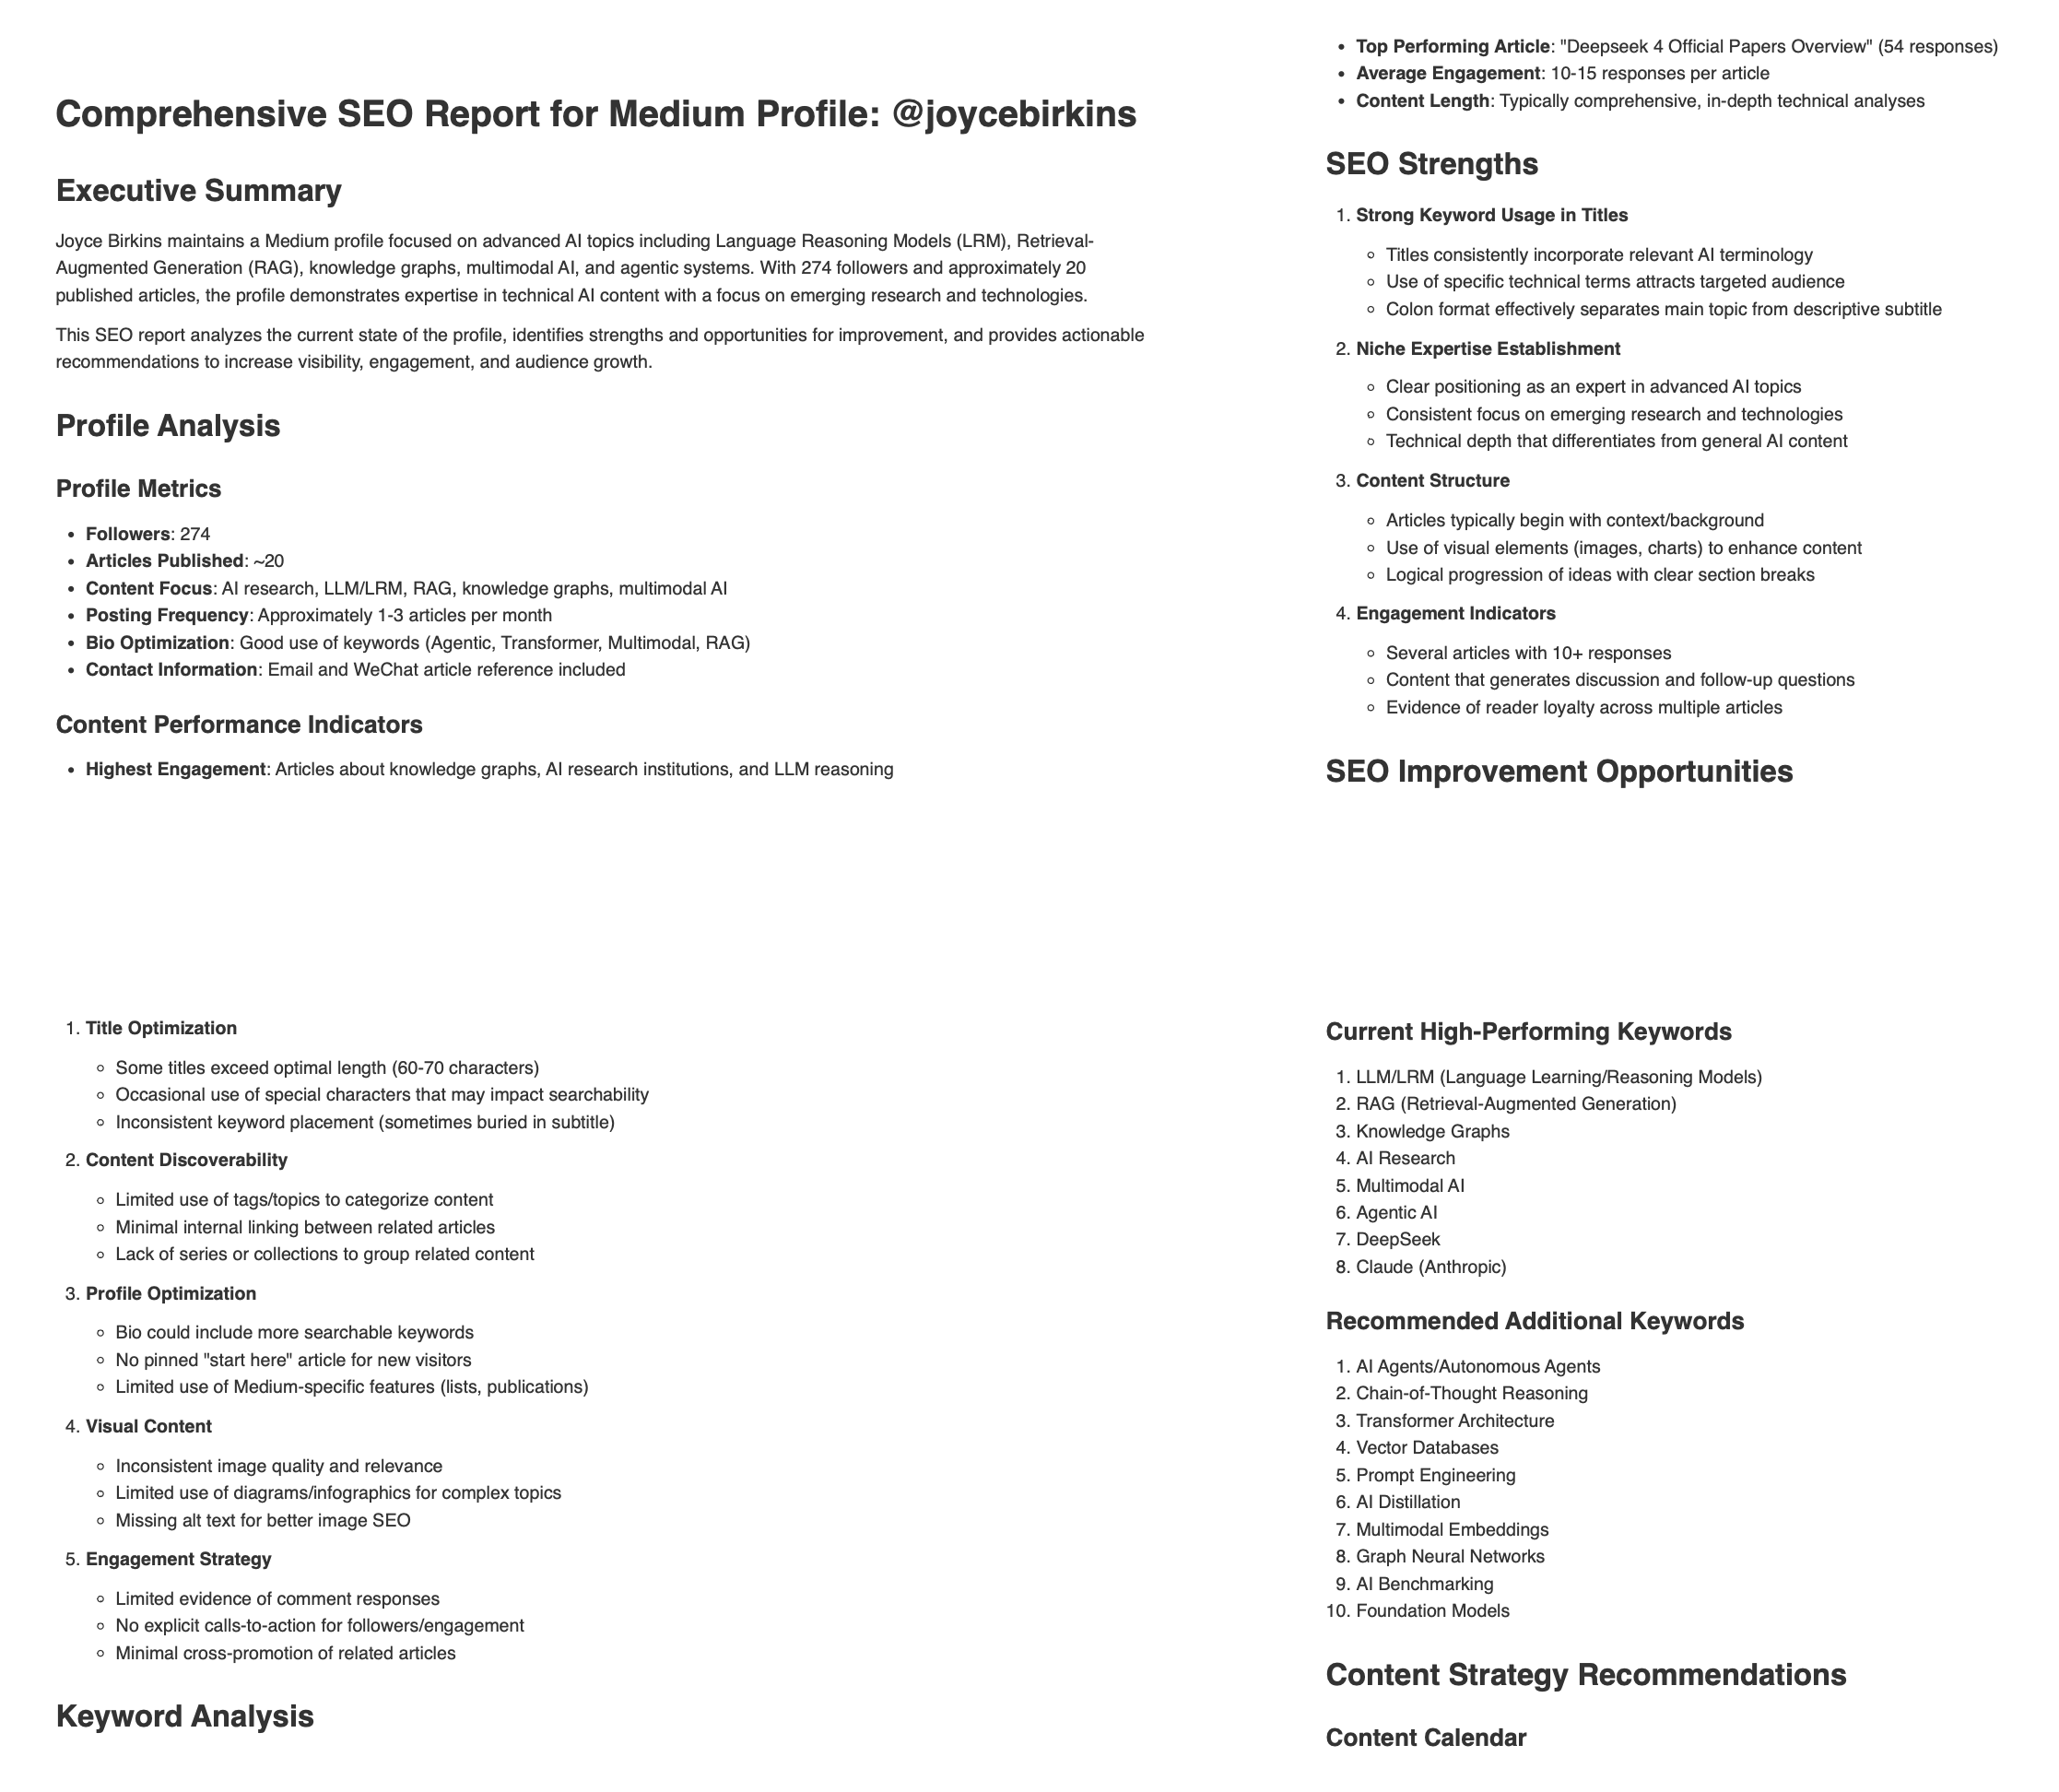 Comprehensive SEO Report for Medium Profile: @joycebirkins
Executive Summary
Joyce Birkins maintains a Medium profile focused on advanced AI topics including Language Reasoning Models (LRM), Retrieval-
Augmented Generation (RAG), knowledge graphs, multimodal AI, and agentic systems. With 274 followers and approximately 20
published articles, the profile demonstrates expertise in technical AI content with a focus on emerging research and technologies.
This SEO report analyzes the current state of the profile, identifies strengths and opportunities for improvement, and provides actionable
recommendations to increase visibility, engagement, and audience growth.
Profile Analysis
Profile Metrics
• Followers: 274
• Articles Published: ~20
• Content Focus: AI research, LLM/LRM, RAG, knowledge graphs, multimodal AI
• Posting Frequency: Approximately 1-3 articles per month
• Bio Optimization: Good use of keywords (Agentic, Transformer, Multimodal, RAG)
• Contact Information: Email and WeChat article reference included
Content Performance Indicators
• Highest Engagement: Articles about knowledge graphs, AI research institutions, and LLM reasoning
• Top Performing Article: "Deepseek 4 Official Papers Overview" (54 responses)
• Average Engagement: 10-15 responses per article
• Content Length: Typically comprehensive, in-depth technical analyses
SEO Strengths
1. Strong Keyword Usage in Titles
◦ Titles consistently incorporate relevant AI terminology
◦ Use of specific technical terms attracts targeted audience
◦ Colon format effectively separates main topic from descriptive subtitle
2. Niche Expertise Establishment
◦ Clear positioning as an expert in advanced AI topics
◦ Consistent focus on emerging research and technologies
◦ Technical depth that differentiates from general AI content
3. Content Structure
◦ Articles typically begin with context/background
◦ Use of visual elements (images, charts) to enhance content
◦ Logical progression of ideas with clear section breaks
4. Engagement Indicators
◦ Several articles with 10+ responses
◦ Content that generates discussion and follow-up questions
◦ Evidence of reader loyalty across multiple articles
SEO Improvement Opportunities
1. Title Optimization
◦ Some titles exceed optimal length (60-70 characters)
◦ Occasional use of special characters that may impact searchability
◦ Inconsistent keyword placement (sometimes buried in subtitle)
2. Content Discoverability
◦ Limited use of tags/topics to categorize content
◦ Minimal internal linking between related articles
◦ Lack of series or collections to group related content
3. Profile Optimization
◦ Bio could include more searchable keywords
◦ No pinned "start here" article for new visitors
◦ Limited use of Medium-specific features (lists, publications)
4. Visual Content
◦ Inconsistent image quality and relevance
◦ Limited use of diagrams/infographics for complex topics
◦ Missing alt text for better image SEO
5. Engagement Strategy
◦ Limited evidence of comment responses
◦ No explicit calls-to-action for followers/engagement
◦ Minimal cross-promotion of related articles
Keyword Analysis
Current High-Performing Keywords
1. LLM/LRM (Language Learning/Reasoning Models)
2. RAG (Retrieval-Augmented Generation)
3. Knowledge Graphs
4. AI Research
5. Multimodal AI
6. Agentic AI
7. DeepSeek
8. Claude (Anthropic)
Recommended Additional Keywords
1. AI Agents/Autonomous Agents
2. Chain-of-Thought Reasoning
3. Transformer Architecture
4. Vector Databases
5. Prompt Engineering
6. AI Distillation
7. Multimodal Embeddings
8. Graph Neural Networks
9. AI Benchmarking
10. Foundation Models
Content Strategy Recommendations
Content Calendar